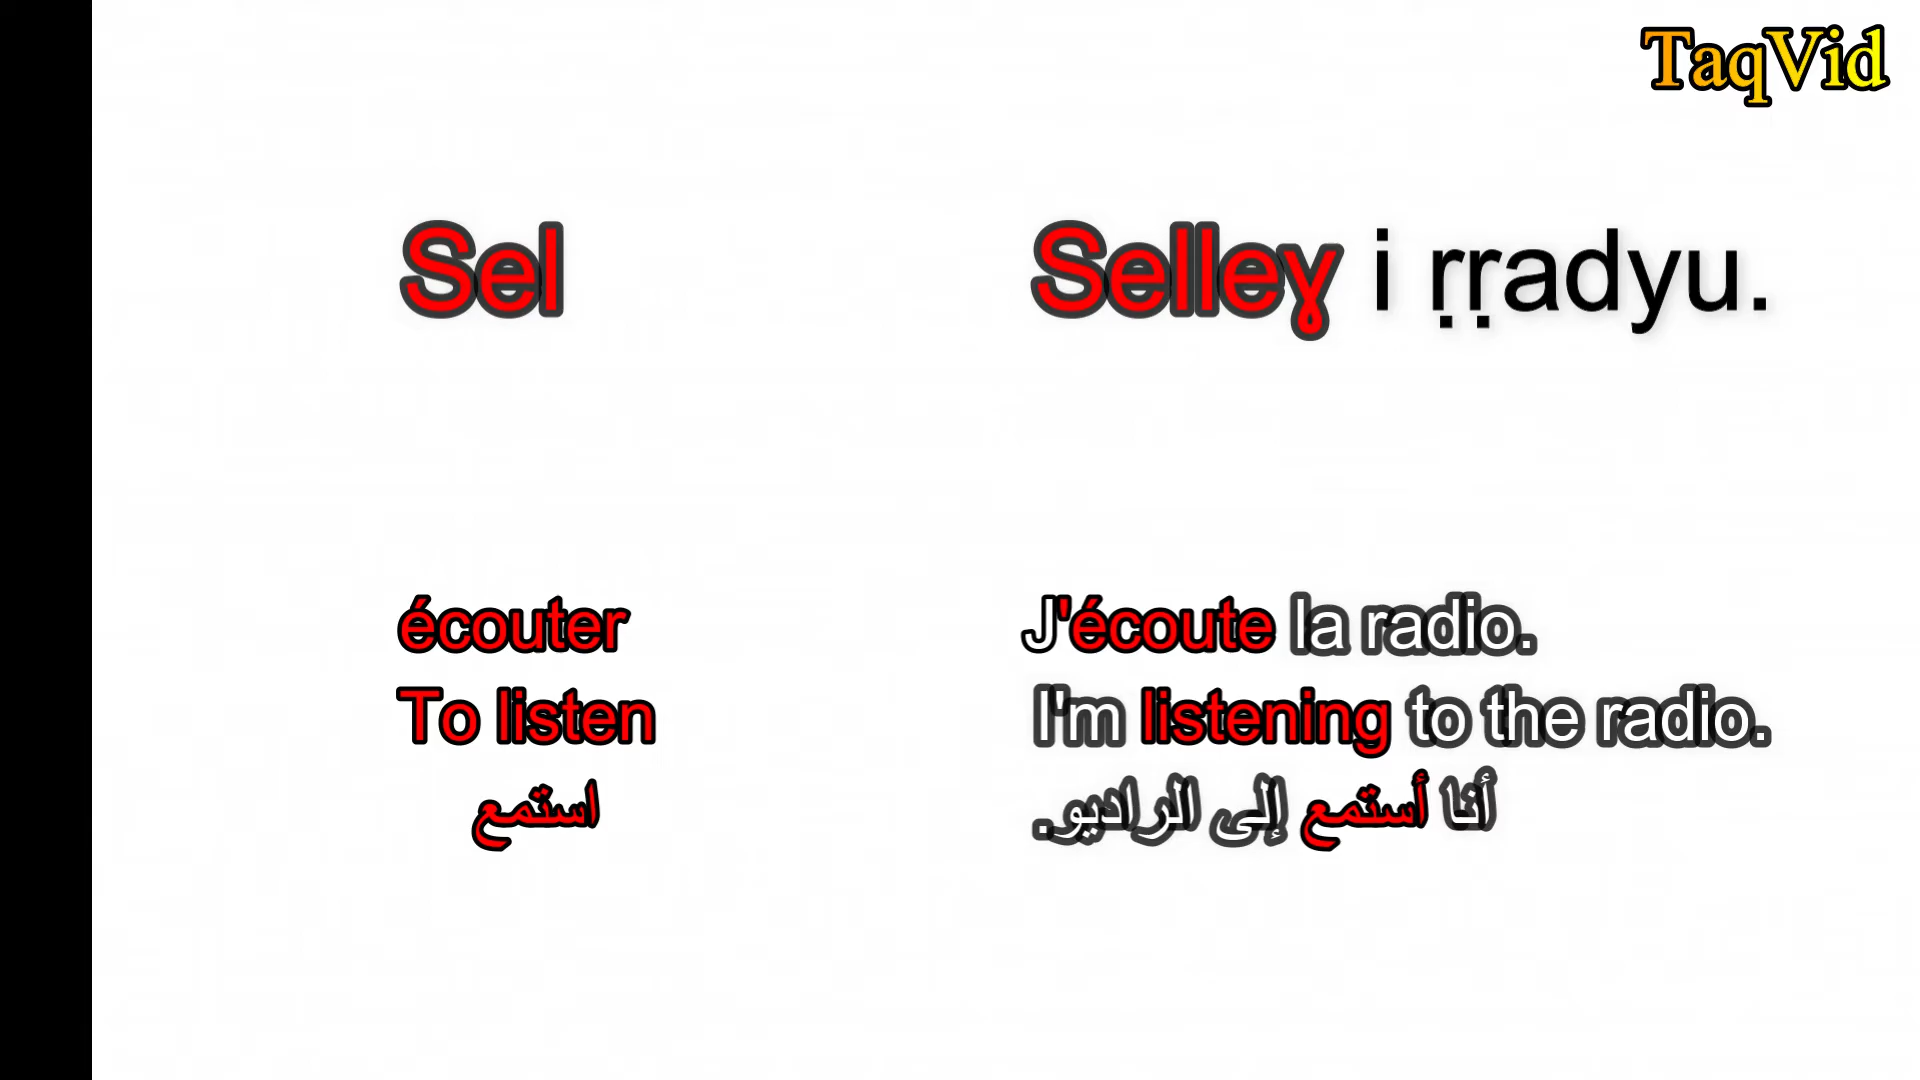 TaqVid
Sel
Selleɣ i ṛṛadyu.
écouter
J'écoute la radio.
To listen
I'm listening to the radio.
استمع
أنا أستمع إلى الراديو.